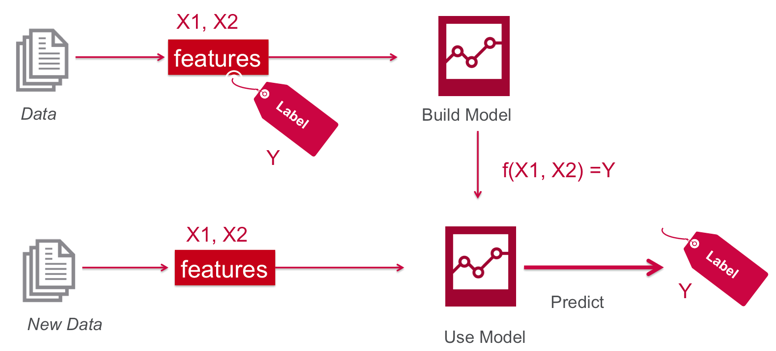 X1, X2
features
Data
Label
Y
Build Model
f(X1, X2) =Y
X1, X2
features
New Data
Use Model
Predict
Label
Y